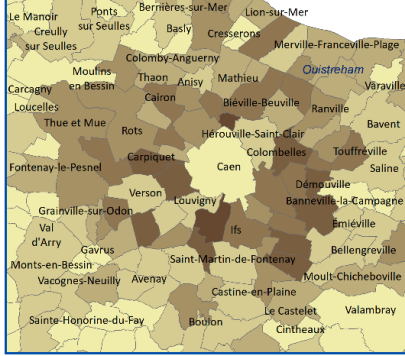 Le Manoir
Ponts
sur Seulles
Bernières-sur-Mer
Lion-sur-Mer
Creully
sur Seulles
Basly
Cresserons
Merville-Franceville-Plage
Colomby-Anguerny
Ouistreham
Moulins
en Bessin
Thaon
Anisy
Mathieu
Varaville
Carcagny
Cairon
Biéville-Beuville
Ranville
Loucelles
Thue et Mue
Rots
Hérouville-Saint-Clair
Bavent
Carpiquet
Colombelles
Touffréville
Fontenay-le-Pesnel
Caen
Saline
Démouville
Verson
Louvigny
Banneville-la-Campagne
Grainville-sur-Odon
Ifs
Émiéville
Val
d'Arry
Gavrus
Bellengreville
Monts-en-Bessin
Saint-Martin-de-Fontenay
Vacognes-Neuilly
Avenay
Moult-Chicheboville
Castine-en-Plaine
Le Castelet
Valambray
Sainte-Honorine-du-Fay
Boulon
Cintheaux